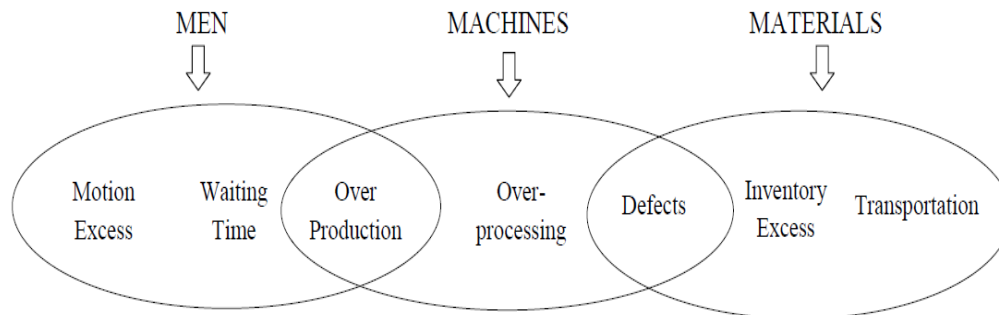 MEN
MACHINES
MATERIALS
Motion
Excess
Waiting
Time
Over
Production
Over-
processing
Defects
Inventory
Excess
Transportation